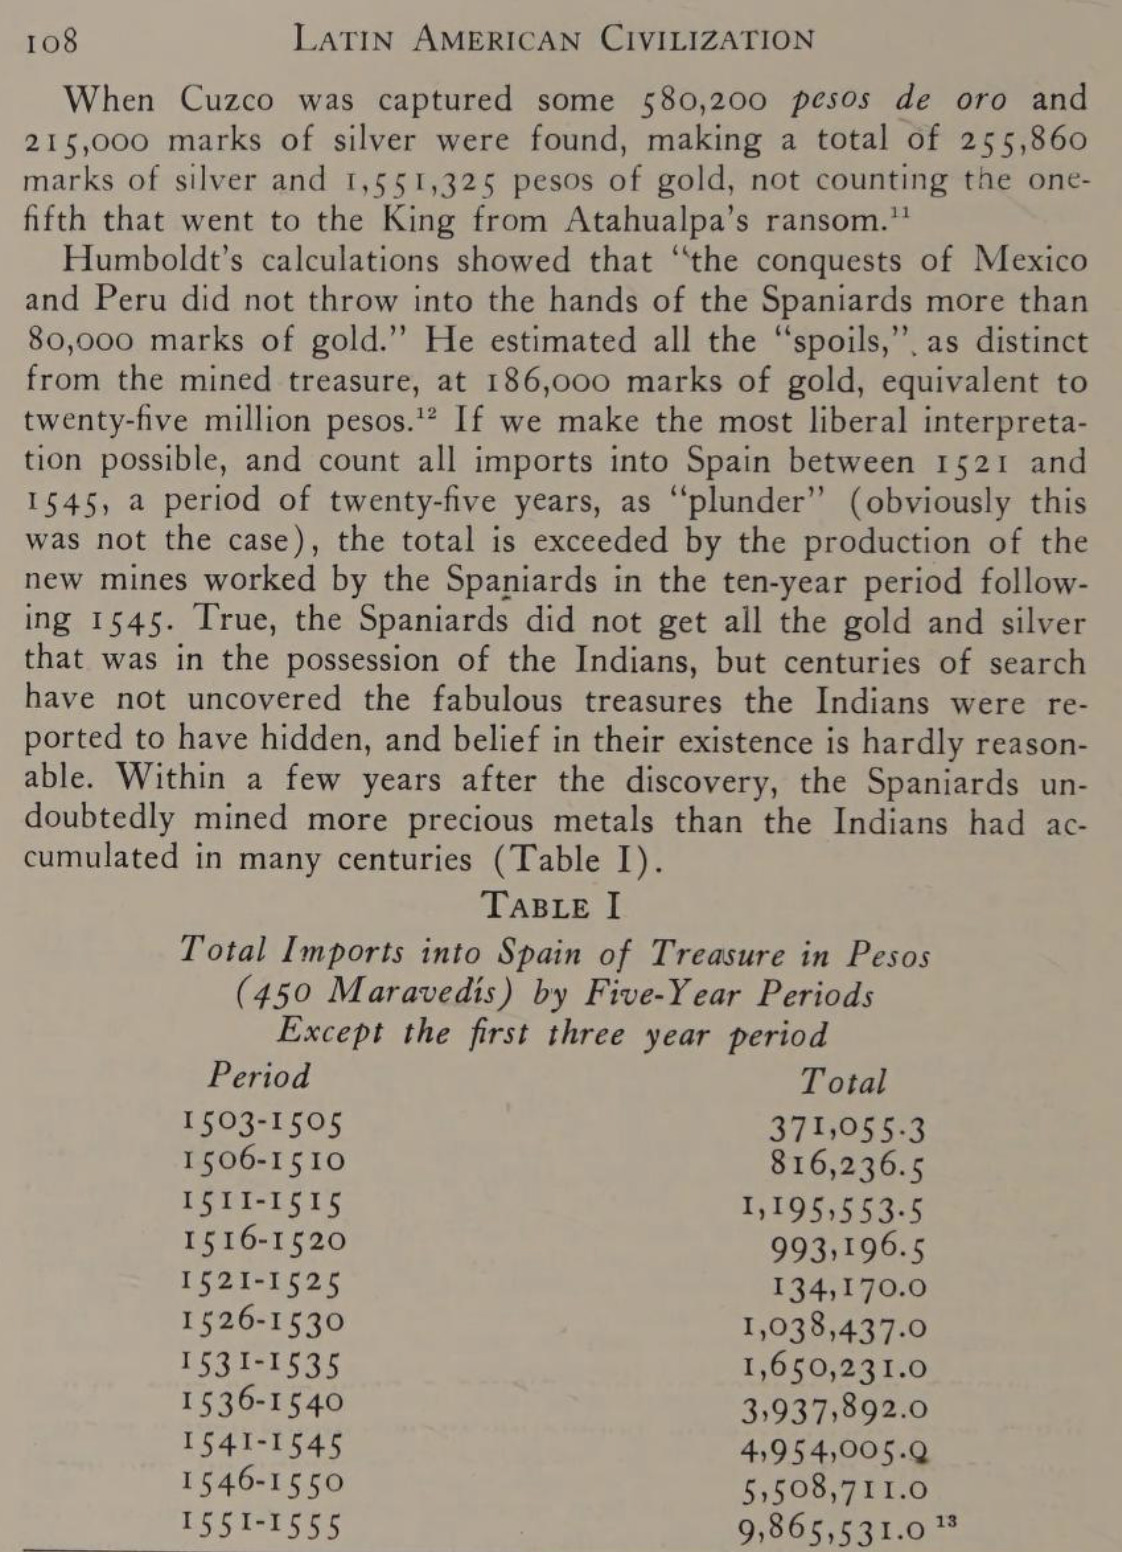 108 LATIN AMERICAN CIVILIZATION
When Cuzco was captured some 580,200 pesos de oro and
215,000 marks of silver were found, making a total of 255,860
marks of silver and 1,551,325 pesos of gold, not counting the one-
fifth that went to the King from Atahualpa's ransom.¹¹
Humboldt's calculations showed that "the conquests of Mexico
and Peru did not throw into the hands of the Spaniards more than
80,000 marks of gold." He estimated all the "spoils," as distinct
from the mined treasure, at 186,000 marks of gold, equivalent to
twenty-five million pesos.¹² If we make the most liberal interpreta-
tion possible, and count all imports into Spain between 1521 and
1545, a period of twenty-five years, as "plunder" (obviously this
was not the case), the total is exceeded by the production of the
new mines worked by the Spaniards in the ten-year period follow-
ing 1545. True, the Spaniards did not get all the gold and silver
that was in the possession of the Indians, but centuries of search
have not uncovered the fabulous treasures the Indians were re-
ported to have hidden, and belief in their existence is hardly reason-
able. Within a few years after the discovery, the Spaniards un-
doubtedly mined more precious metals than the Indians had ac-
cumulated in many centuries (Table I).
TABLE I
Total Imports into Spain of Treasure in Pesos
(450 Maravedís) by Five-Year Periods
Except the first three year period
Period Total
1503-1505 371,055.3
1506-1510 816,236.5
1511-1515 1,195,553.5
1516-1520 993,196.5
1521-1525 134,170.0
1526-1530 1,038,437.0
1531-1535 1,650,231.0
1536-1540 3,937,892.0
1541-1545 4,954,005.0
1546-1550 5,508,711.0
1551-1555 9,865,531.0 ¹³